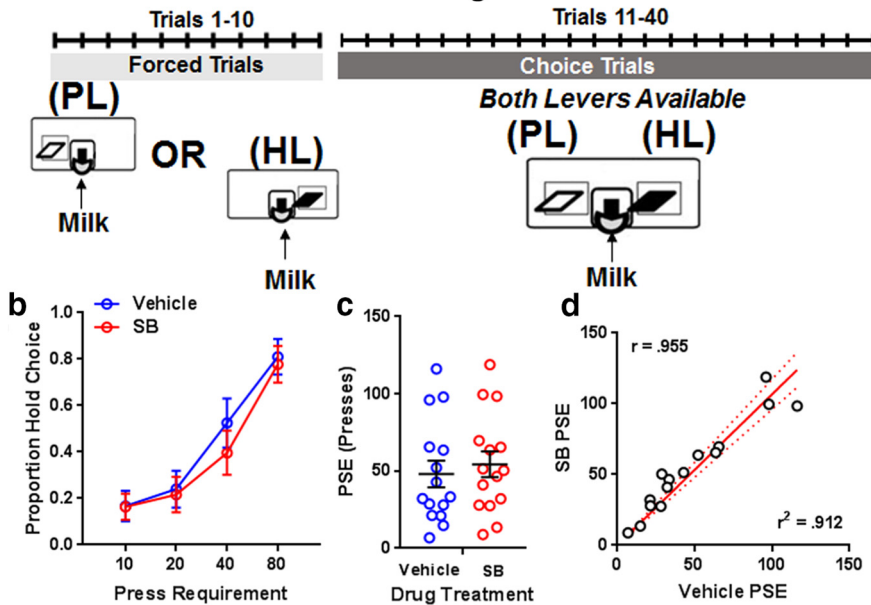 Trials 1-10
Trials 11-40
Forced Trials
Choice Trials
(PL)
OR
(HL)
Milk
Milk
Both Levers Available
(PL) (HL)
Milk
b
Vehicle
SB
Proportion Hold Choice
1.0
0.8
0.6
0.4
0.2
0.0
10 20 40 80
Press Requirement
c
PSE (Presses)
150
100
50
0
Vehicle SB
Drug Treatment
d
r = .955
SB PSE
150
100
50
0
r² = .912
0 50 100 150
Vehicle PSE